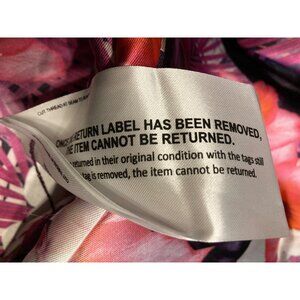 CUT THREAD AT SEAM TO
ONCE RETURN LABEL HAS BEEN REMOVED,
THE ITEM CANNOT BE RETURNED.
returned in their original condition with the tags still
tag is removed, the item cannot be returned.